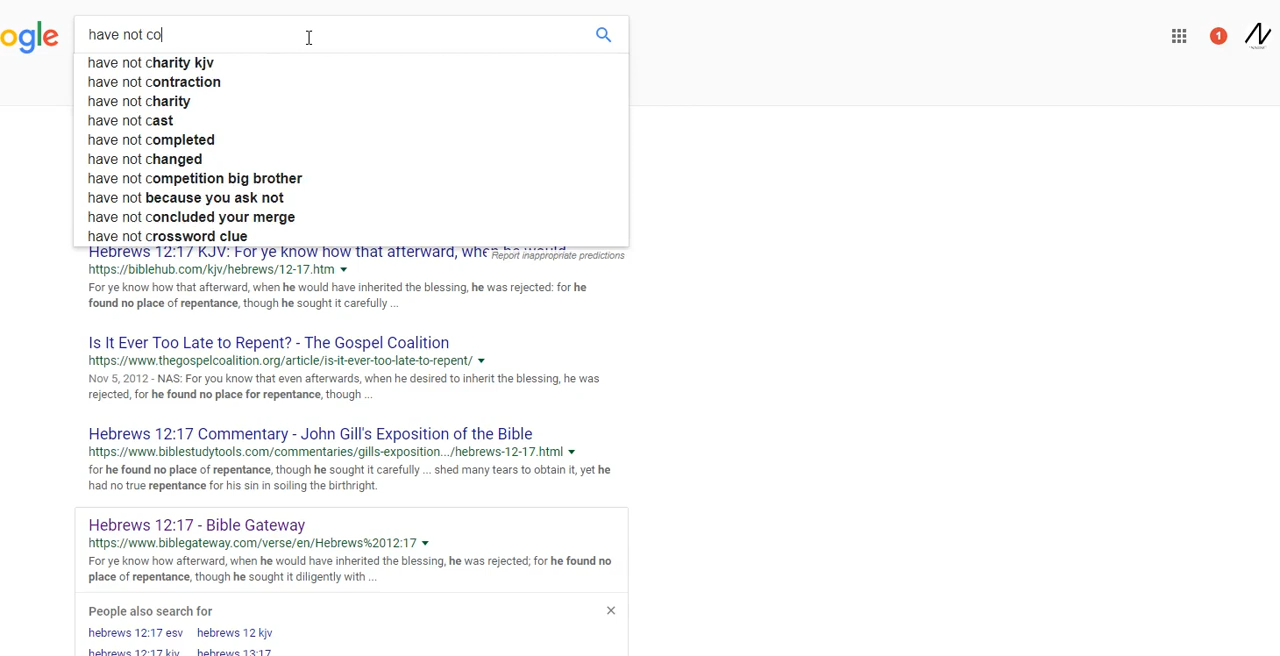 ogle
have not co
1
have not charity kjv
have not contraction
have not charity
have not cast
have not completed
have not changed
have not competition big brother
have not because you ask not
have not concluded your merge
have not crossword clue
Hebrews 12:17 KJV: For ye know how that afterward, when he would
Report inappropriate predictions
https://biblehub.com/kjv/hebrews/12-17.htm
For ye know how that afterward, when he would have inherited the blessing, he was rejected: for he
found no place of repentance, though he sought it carefully ...
Is It Ever Too Late to Repent? - The Gospel Coalition
https://www.thegospelcoalition.org/article/is-it-ever-too-late-to-repent/
Nov 5, 2012 - NAS: For you know that even afterwards, when he desired to inherit the blessing, he was
rejected, for he found no place for repentance, though ...
Hebrews 12:17 Commentary - John Gill's Exposition of the Bible
https://www.biblestudytools.com/commentaries/gills-exposition.../hebrews-12-17.html
for he found no place of repentance, though he sought it carefully ... shed many tears to obtain it, yet he
had no true repentance for his sin in soiling the birthright.
Hebrews 12:17 - Bible Gateway
https://www.biblegateway.com/verse/en/Hebrews%2012:17
For ye know how afterward, when he would have inherited the blessing, he was rejected; for he found no
place of repentance, though he sought it diligently with ...
People also search for
hebrews 12:17 esv hebrews 12 kjv
hebrews 12:17 kjv hebrews 13:17